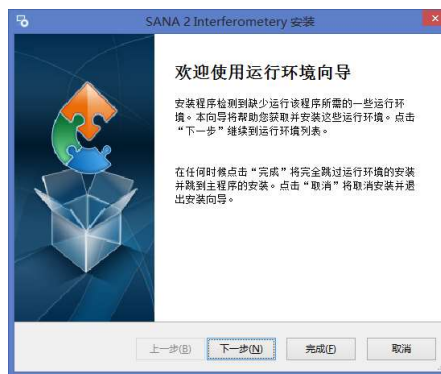 SANA 2 Interferometery 安装
欢迎使用运行环境向导
安装程序检测到缺少运行该程序所需的一些运行环
境。本向导将帮助您获取并安装这些运行环境。点击
“下一步”继续到运行环境列表。
在任何时候点击“完成”将完全跳过运行环境的安装
并跳到主程序的安装。点击“取消”将取消安装并退
出安装向导。
上一步(B) 下一步(N) 完成(F) 取消